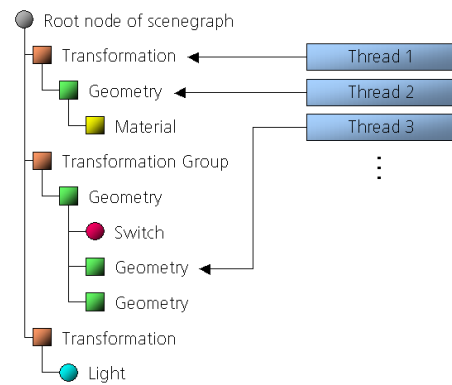 Root node of scenegraph
Transformation
Thread 1
Geometry
Thread 2
Material
Thread 3
Transformation Group
Geometry
Switch
Geometry
Geometry
Transformation
Light